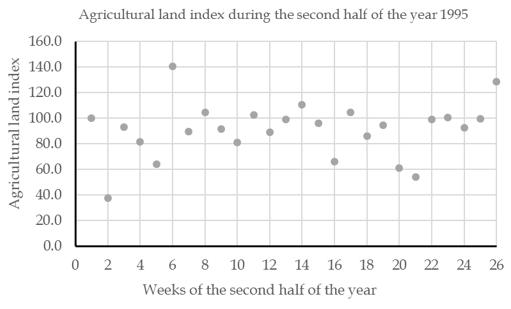 Agricultural land index during the second half of the year 1995
160.0
140.0
120.0
100.0
80.0
60.0
40.0
20.0
0.0
Agricultural land index
0 2 4 6 8 10 12 14 16 18 20 22 24 26
Weeks of the second half of the year